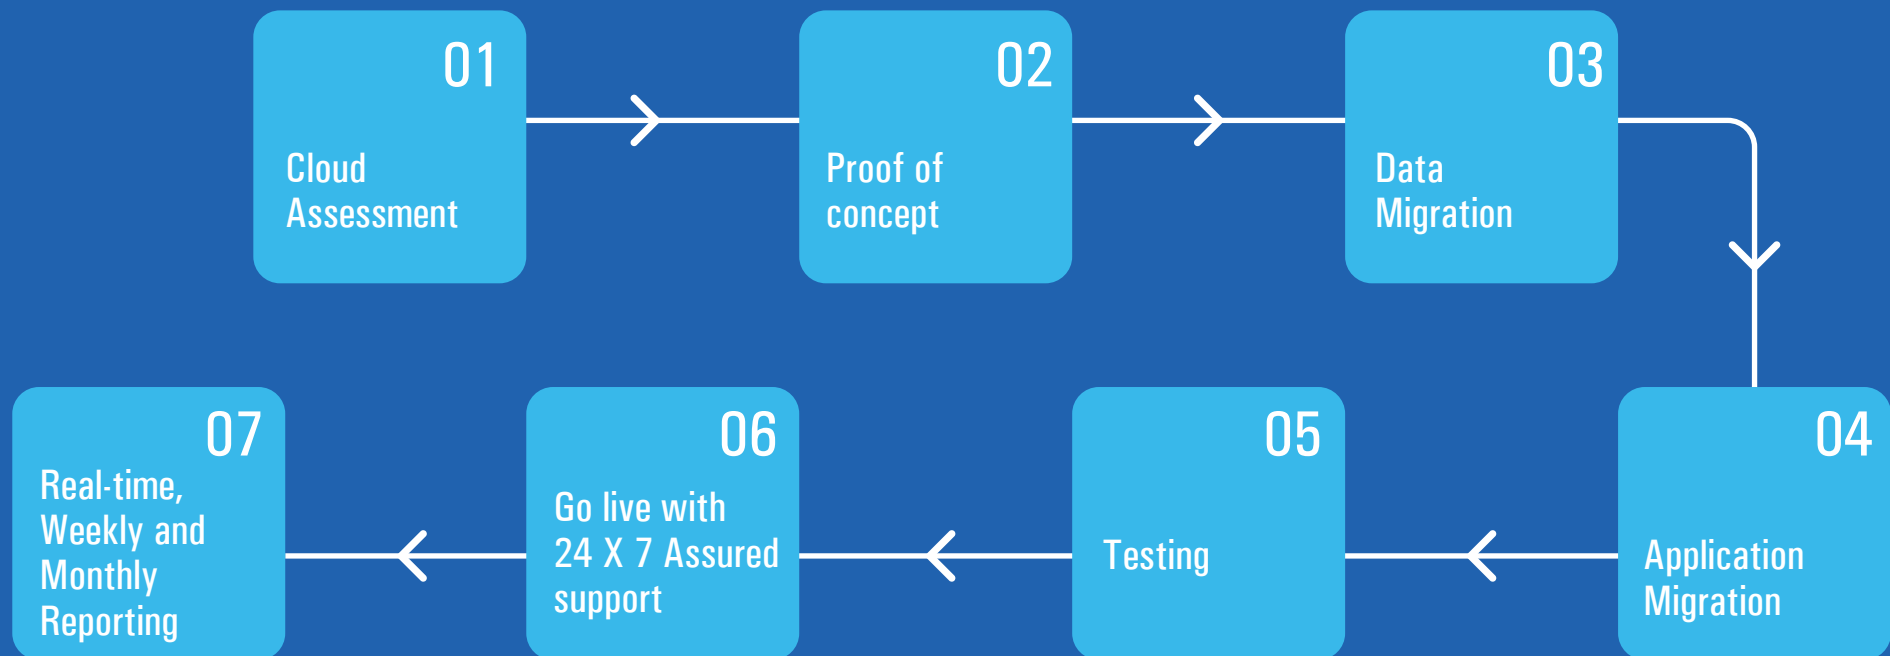 01
Cloud
Assessment
02
Proof of
concept
03
Data
Migration
04
Application
Migration
05
Testing
06
Go live with
24 X 7 Assured
support
07
Real-time,
Weekly and
Monthly
Reporting